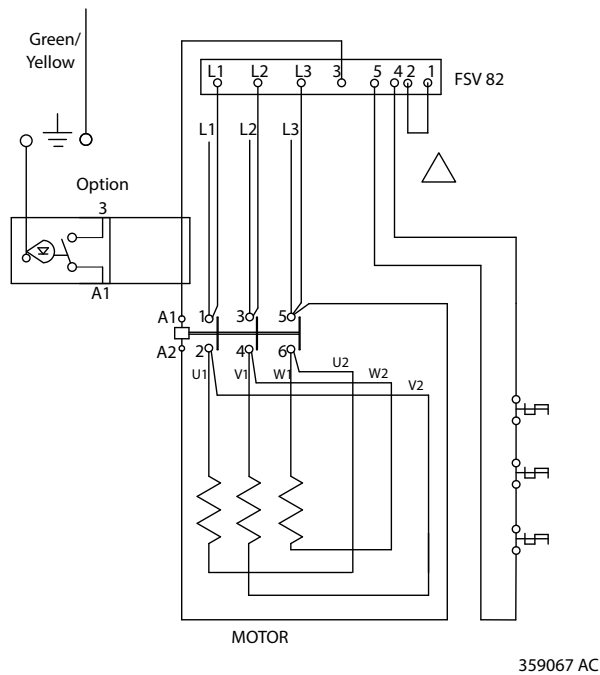 Green/
Yellow
L1 L2 L3 3 5 4 2 1
FSV 82
L1 L2 L3
Option
3
A1
A1 1 3 5
A2 2 4 6
U1 V1 W1 U2 W2 V2
MOTOR
359067 AC